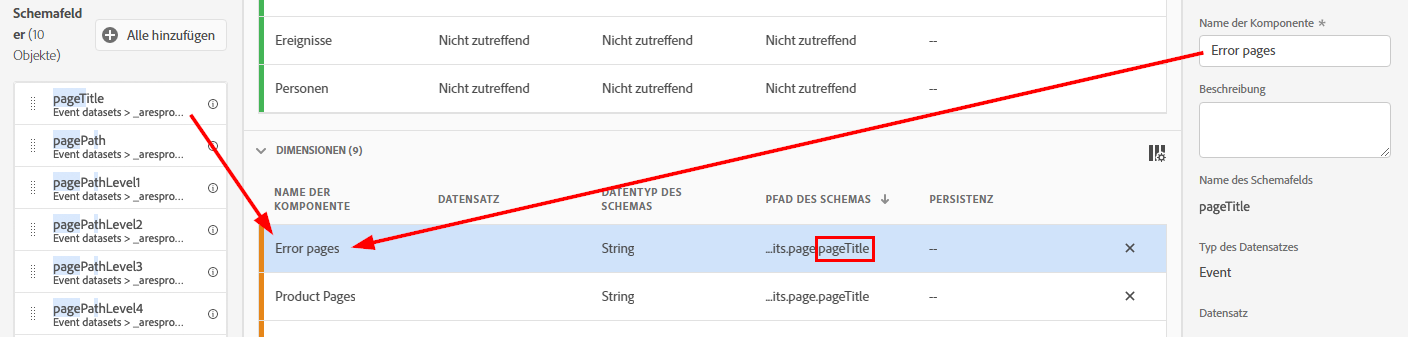 Schemafeld
er (10
Objekte)
Alle hinzufügen
pageTitle
Event datasets > _arespro...
pagePath
Event datasets > _arespro...
pagePathLevel1
Event datasets > _arespro...
pagePathLevel2
Event datasets > _arespro...
pagePathLevel3
Event datasets > _arespro...
pagePathLevel4
Event datasets > _arespro...
Ereignisse Nicht zutreffend Nicht zutreffend Nicht zutreffend --
Personen Nicht zutreffend Nicht zutreffend Nicht zutreffend --
DIMENSIONEN (9)
NAME DER KOMPONENTE DATENSATZ DATENTYP DES SCHEMAS PFAD DES SCHEMAS PERSISTENZ
Error pages String ...its.page.pageTitle --
Product Pages String ...its.page.pageTitle --
Name der Komponente *
Error pages
Beschreibung
Name des Schemafelds
pageTitle
Typ des Datensatzes
Event
Datensatz